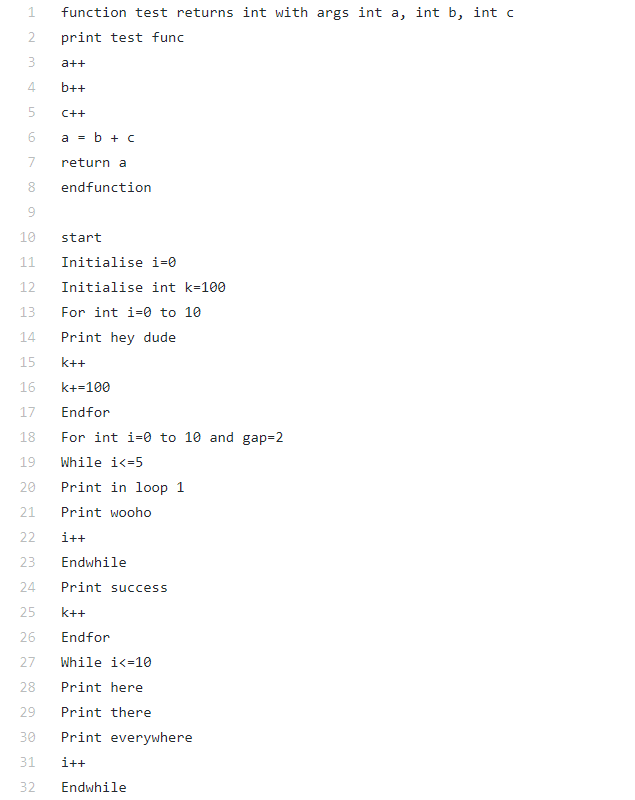 1 function test returns int with args int a, int b, int c
2 print test func
3 a++
4 b++
5 c++
6 a = b + c
7 return a
8 endfunction
9
10 start
11 Initialise i=0
12 Initialise int k=100
13 For int i=0 to 10
14 Print hey dude
15 k++
16 k+=100
17 Endfor
18 For int i=0 to 10 and gap=2
19 While i<=5
20 Print in loop 1
21 Print wooho
22 i++
23 Endwhile
24 Print success
25 k++
26 Endfor
27 While i<=10
28 Print here
29 Print there
30 Print everywhere
31 i++
32 Endwhile